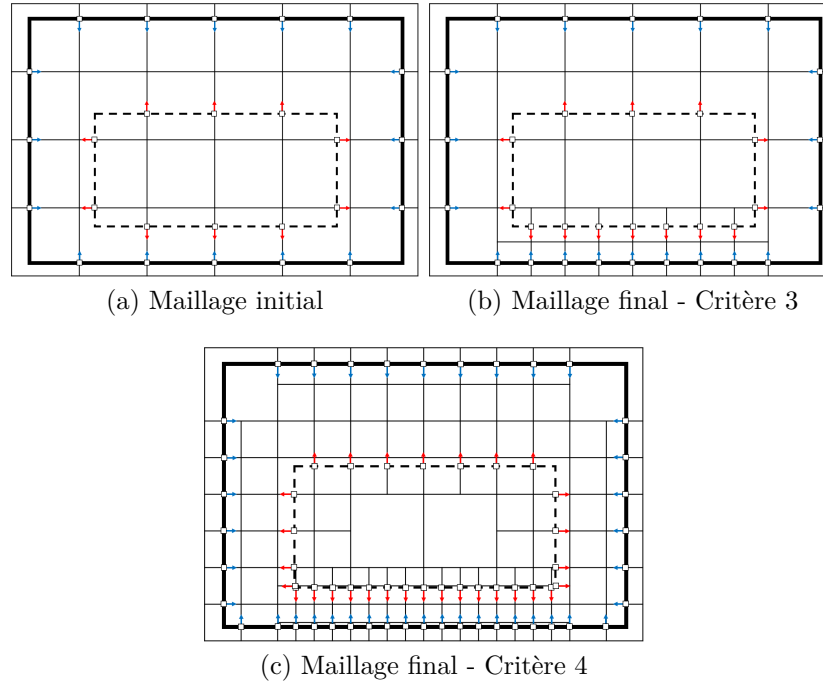 (a) Maillage initial
(b) Maillage final - Critère 3
(c) Maillage final - Critère 4